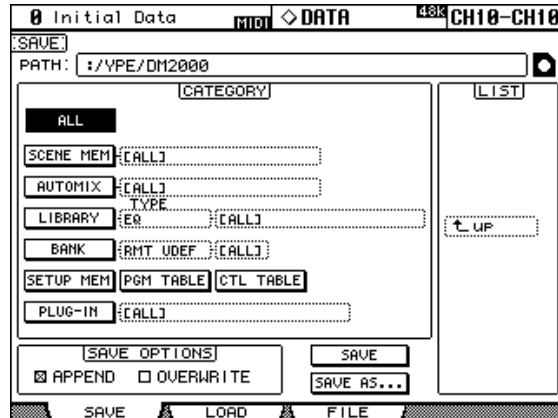 0 Initial Data MIDI ◇DATA 48K CH10-CH10
SAVE
PATH: :/YPE/DM2000
CATEGORY LIST
ALL
SCENE MEM [ALL]
AUTOMIX [ALL]
TYPE
LIBRARY EQ [ALL]
UP
BANK RMT UDEF [ALL]
SETUP MEM PGM TABLE CTL TABLE
PLUG-IN [ALL]
SAVE OPTIONS
APPEND OVERWRITE
SAVE
SAVE AS...
SAVE LOAD FILE